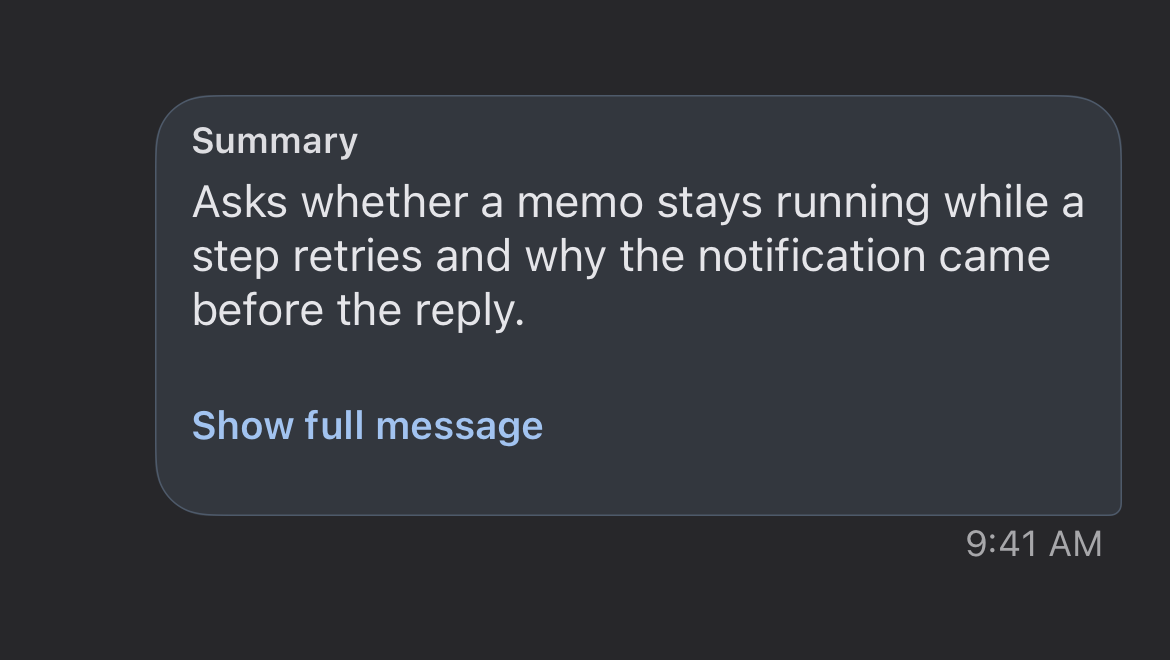 Summary
Asks whether a memo stays running while a
step retries and why the notification came
before the reply.
Show full message
9:41 AM